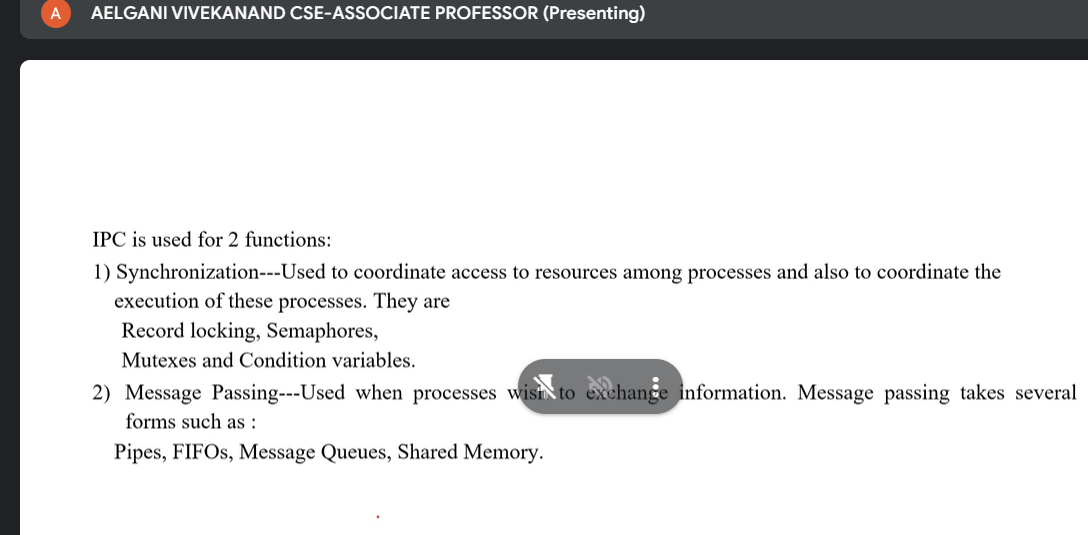 A AELGANI VIVEKANAND CSE-ASSOCIATE PROFESSOR (Presenting)
IPC is used for 2 functions:
1) Synchronization---Used to coordinate access to resources among processes and also to coordinate the
execution of these processes. They are
Record locking, Semaphores,
Mutexes and Condition variables.
2) Message Passing---Used when processes wish to exchange information. Message passing takes several
forms such as :
Pipes, FIFOs, Message Queues, Shared Memory.